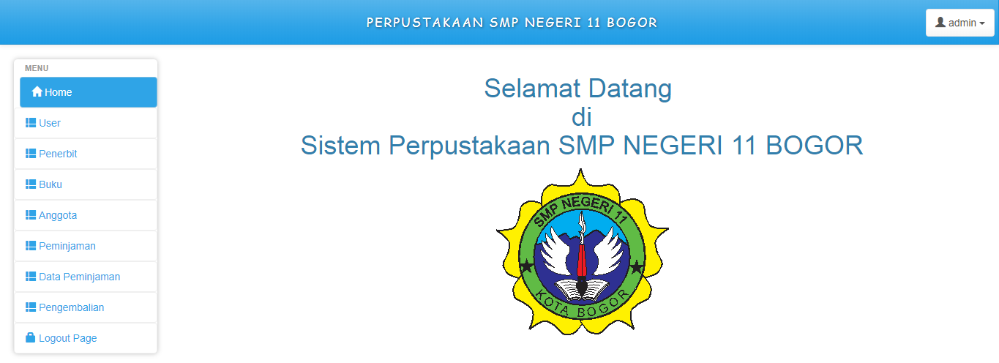 PERPUSTAKAAN SMP NEGERI 11 BOGOR
admin
MENU
Home
User
Penerbit
Buku
Anggota
Peminjaman
Data Peminjaman
Pengembalian
Logout Page
Selamat Datang
di
Sistem Perpustakaan SMP NEGERI 11 BOGOR
SMP NEGERI 11
KOTA BOGOR